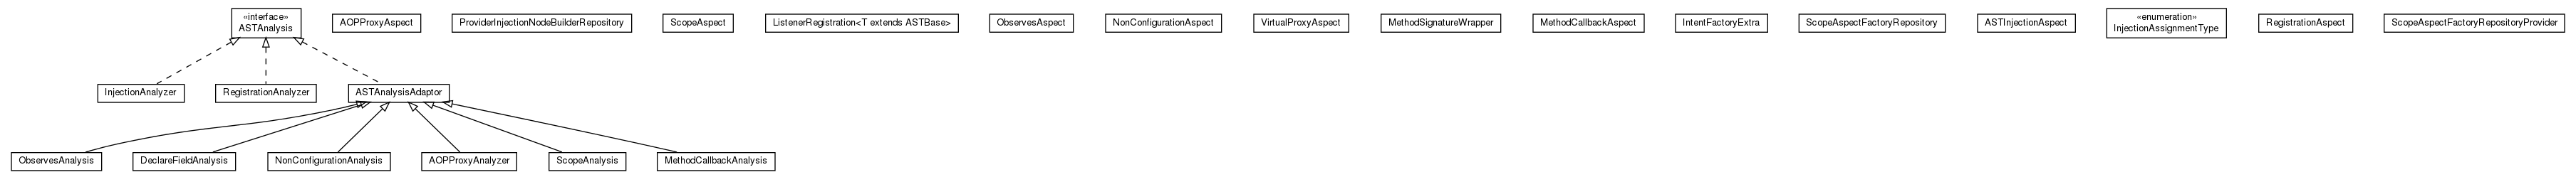 «interface»
ASTAnalysis
AOPProxyAspect
ProviderInjectionNodeBuilderRepository
ScopeAspect
ListenerRegistration<T extends ASTBase>
ObservesAspect
NonConfigurationAspect
VirtualProxyAspect
MethodSignatureWrapper
MethodCallbackAspect
IntentFactoryExtra
ScopeAspectFactoryRepository
ASTInjectionAspect
«enumeration»
InjectionAssignmentType
RegistrationAspect
ScopeAspectFactoryRepositoryProvider
InjectionAnalyzer
RegistrationAnalyzer
ASTAnalysisAdaptor
ObservesAnalysis
DeclareFieldAnalysis
NonConfigurationAnalysis
AOPProxyAnalyzer
ScopeAnalysis
MethodCallbackAnalysis